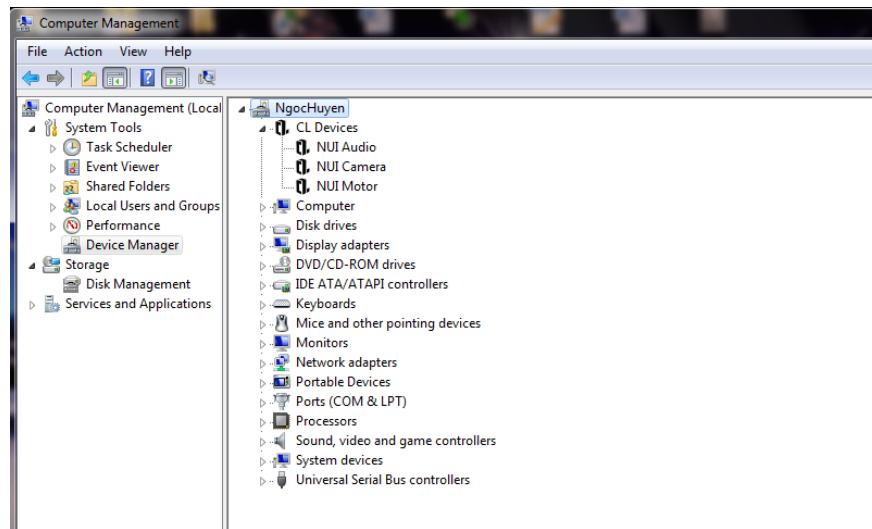 Computer Management
File Action View Help
Computer Management (Local
System Tools
Task Scheduler
Event Viewer
Shared Folders
Local Users and Groups
Performance
Device Manager
Storage
Disk Management
Services and Applications
NgocHuyen
CL Devices
NUI Audio
NUI Camera
NUI Motor
Computer
Disk drives
Display adapters
DVD/CD-ROM drives
IDE ATA/ATAPI controllers
Keyboards
Mice and other pointing devices
Monitors
Network adapters
Portable Devices
Ports (COM & LPT)
Processors
Sound, video and game controllers
System devices
Universal Serial Bus controllers